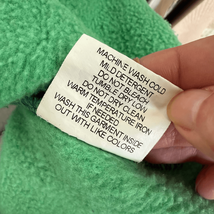 MACHINE WASH COLD
MILD DETERGENT
DO NOT BLEACH
TUMBLE DRY LOW
DO NOT DRY CLEAN
WARM TEMPERATURE IRON
IF NEEDED
WASH THIS GARMENT INSIDE
OUT WITH LIKE COLORS